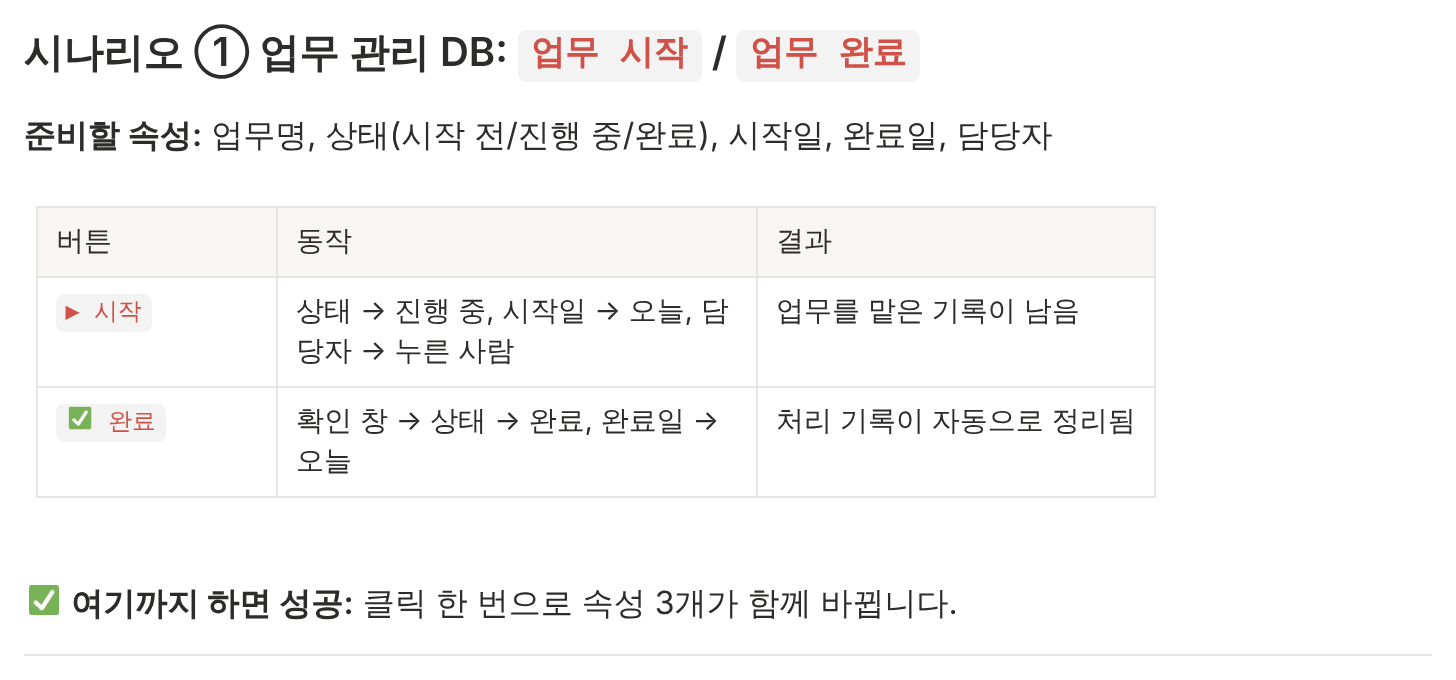 시나리오 ① 업무 관리 DB: 업무 시작 / 업무 완료
준비할 속성: 업무명, 상태(시작 전/진행 중/완료), 시작일, 완료일, 담당자
버튼 동작 결과
▶ 시작 상태 → 진행 중, 시작일 → 오늘, 담 업무를 맡은 기록이 남음
당자 → 누른 사람
✅ 완료 확인 창 → 상태 → 완료, 완료일 → 처리 기록이 자동으로 정리됨
오늘
✅ 여기까지 하면 성공: 클릭 한 번으로 속성 3개가 함께 바뀝니다.